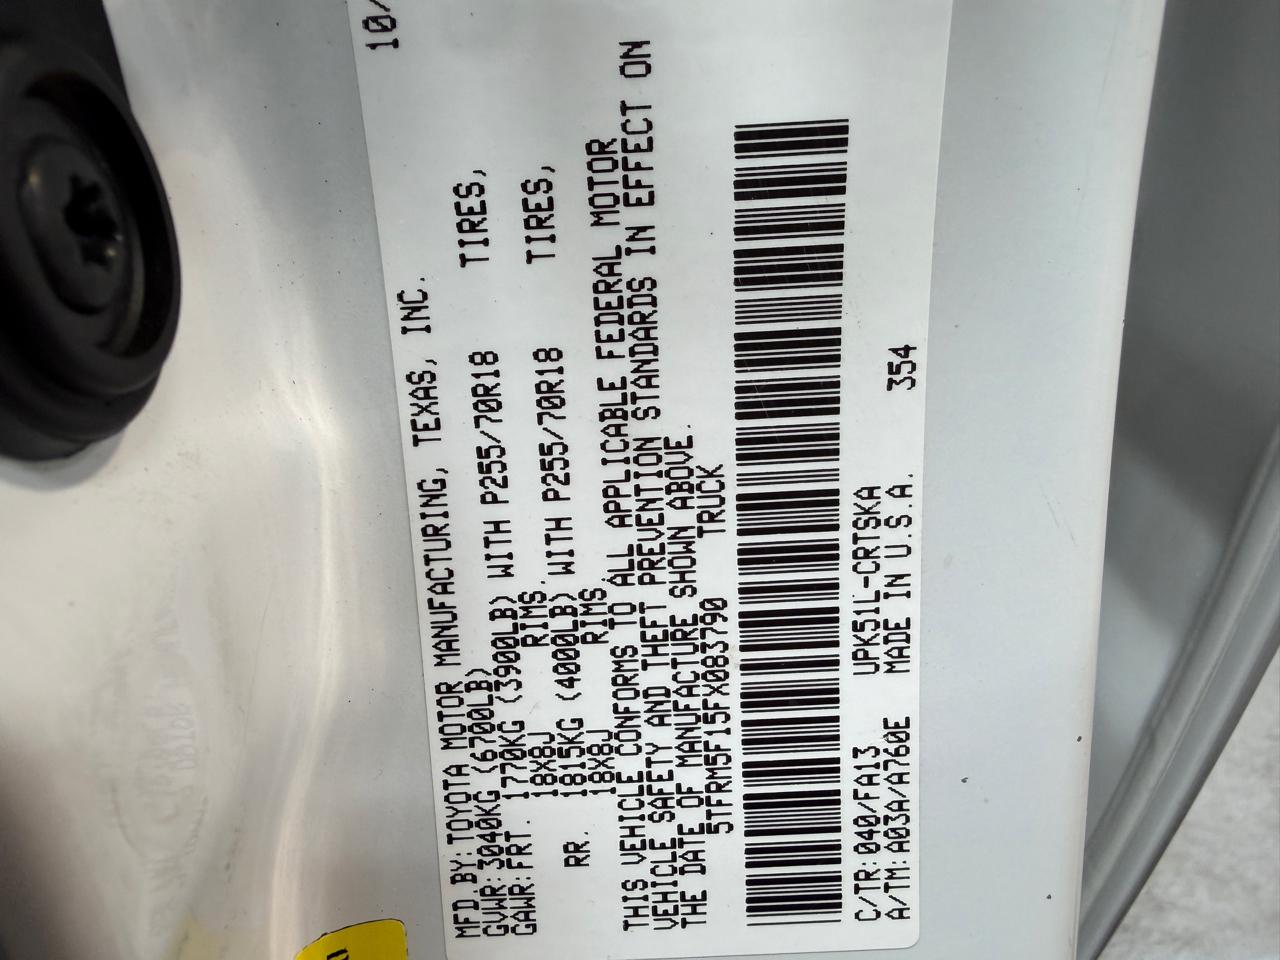 10/
MFD.BY: TOYOTA MOTOR MANUFACTURING, TEXAS, INC.
GVWR: 3040KG (6700LB)
GAWR: FRT. 1770KG (3900LB) WITH P255/70R18 TIRES,
18X8J RIMS,
RR. 1815KG (4000LB) WITH P255/70R18 TIRES,
18X8J RIMS.
THIS VEHICLE CONFORMS TO ALL APPLICABLE FEDERAL MOTOR
VEHICLE SAFETY AND THEFT PREVENTION STANDARDS IN EFFECT ON
THE DATE OF MANUFACTURE SHOWN ABOVE.
5TFRM5F15FX083790 TRUCK
C/TR: 040/FA13 UPK51L-CRTSKA
A/TM: A03A/A760E MADE IN U.S.A. 354